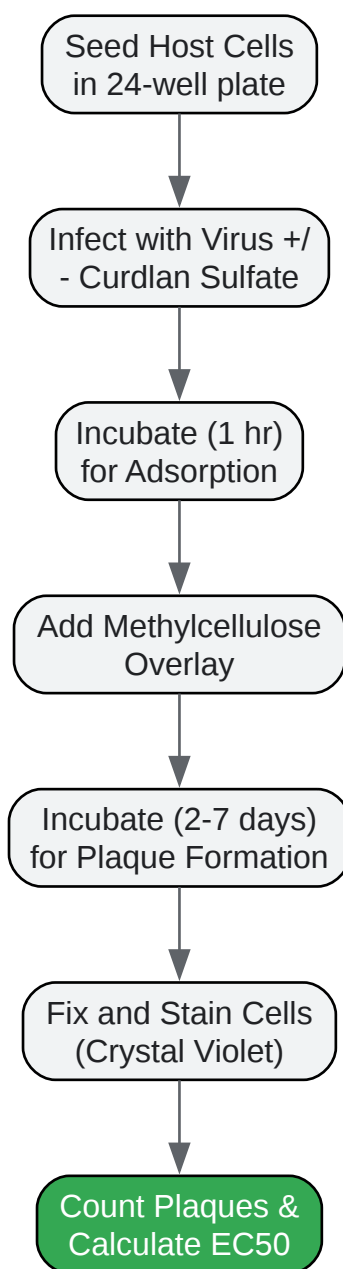 Seed Host Cells
in 24-well plate
Infect with Virus +/
- Curdlan Sulfate
Incubate (1 hr)
for Adsorption
Add Methylcellulose
Overlay
Incubate (2-7 days)
for Plaque Formation
Fix and Stain Cells
(Crystal Violet)
Count Plaques &
Calculate EC50